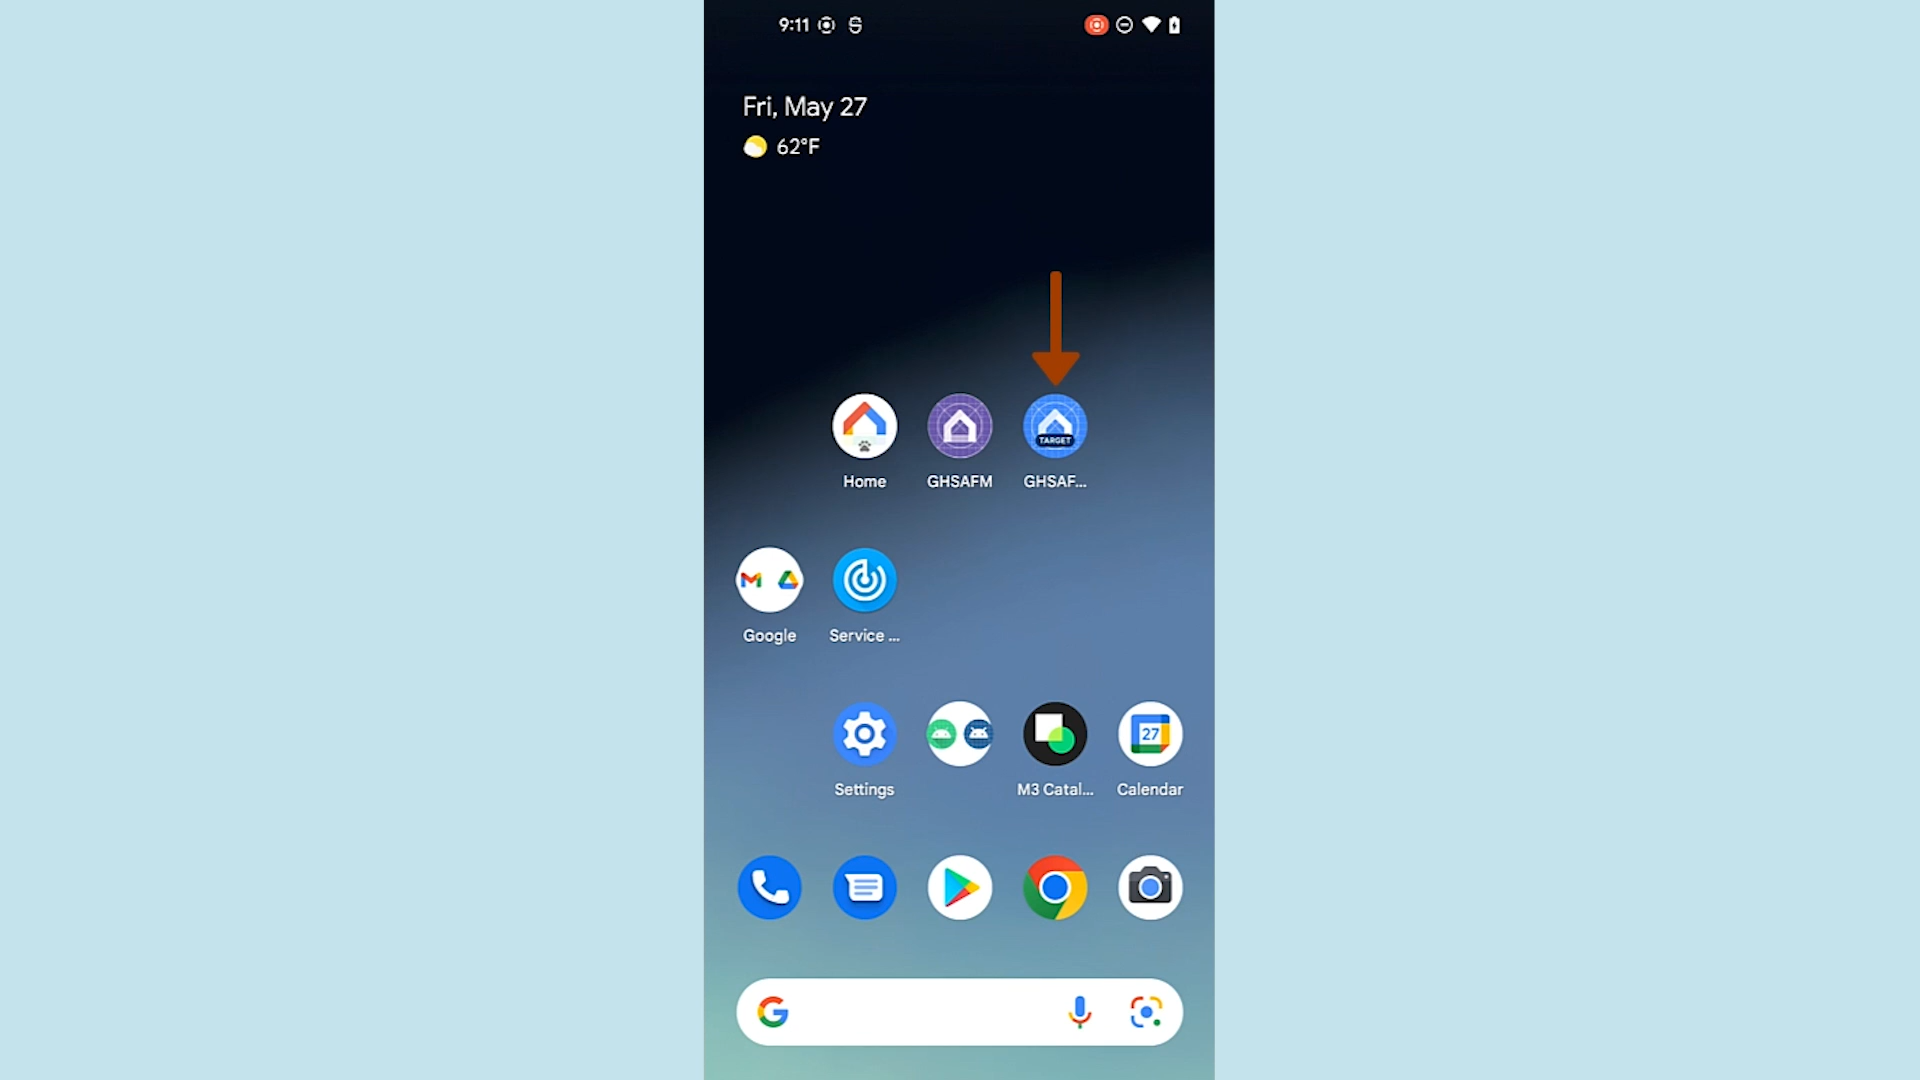 9:11
Fri, May 27
62°F
TARGET
Home GHSAFM GHSAF...
Google Service ...
27
Settings M3 Catal... Calendar